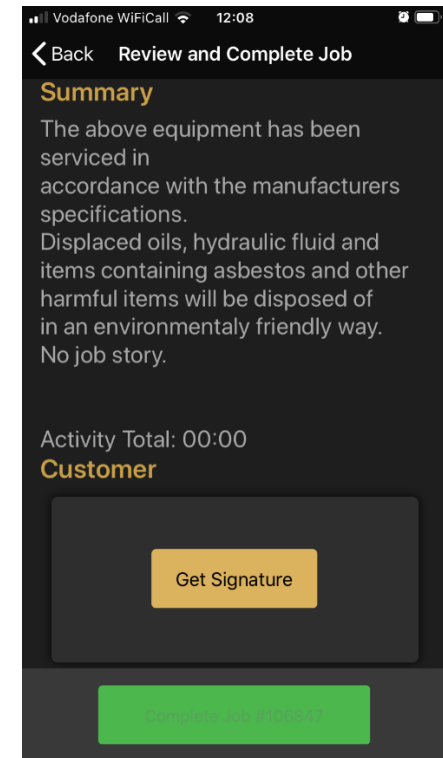 Vodafone WiFiCall 12:08
Back Review and Complete Job
Summary
The above equipment has been
serviced in
accordance with the manufacturers
specifications.
Displaced oils, hydraulic fluid and
items containing asbestos and other
harmful items will be disposed of
in an environmentaly friendly way.
No job story.
Activity Total: 00:00
Customer
Get Signature
Complete Job #106847